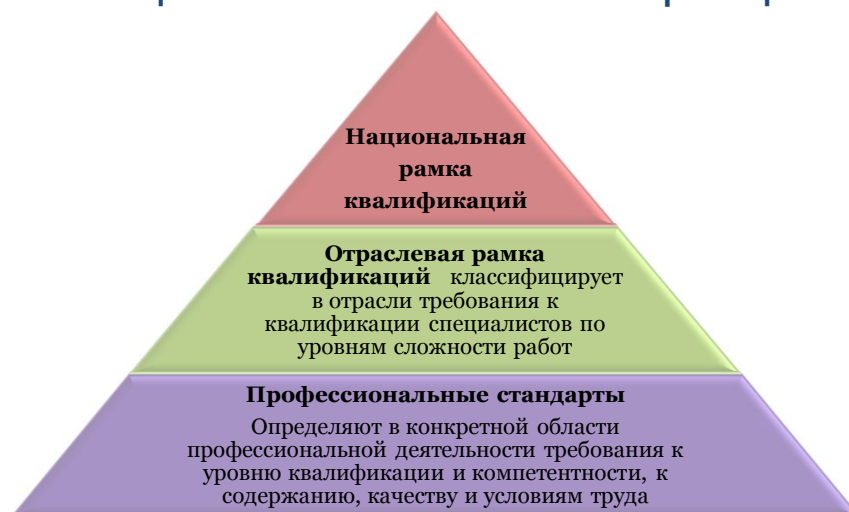 Национальная
рамка
квалификаций
Отраслевая рамка
квалификаций классифицирует
в отрасли требования к
квалификации специалистов по
уровням сложности работ
Профессиональные стандарты
Определяют в конкретной области
профессиональной деятельности требования к
уровню квалификации и компетентности, к
содержанию, качеству и условиям труда